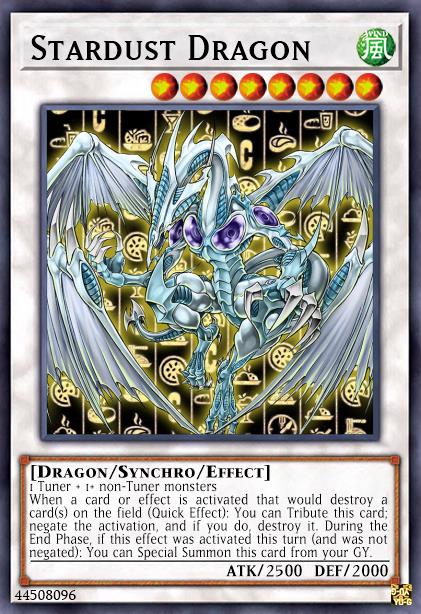 Stardust Dragon
WIND
風
[Dragon/Synchro/Effect]
1 Tuner + 1+ non-Tuner monsters
When a card or effect is activated that would destroy a
card(s) on the field (Quick Effect): You can Tribute this card;
negate the activation, and if you do, destroy it. During the
End Phase, if this effect was activated this turn (and was not
negated): You can Special Summon this card from your GY.
ATK/2500 DEF/2000
44508096